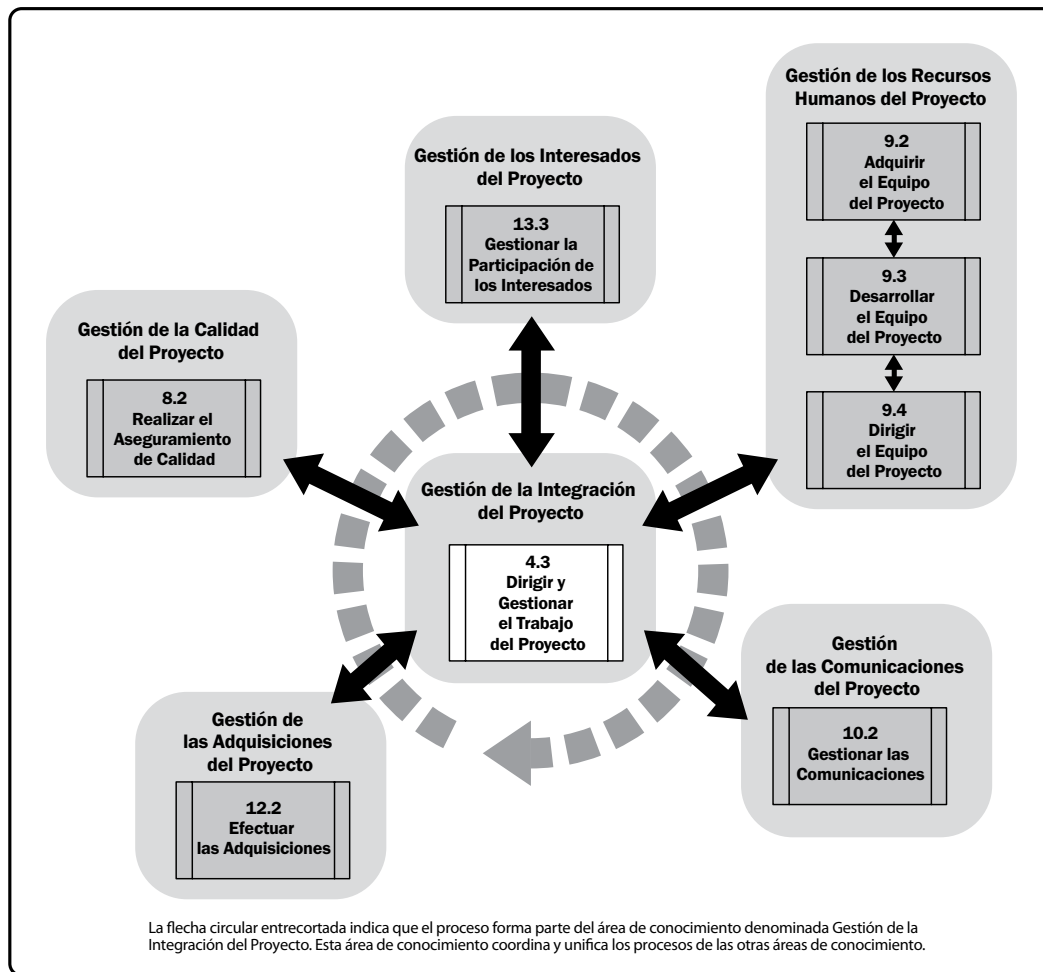 Gestión de los Recursos
Humanos del Proyecto
9.2
Adquirir
el Equipo
del Proyecto
9.3
Desarrollar
el Equipo
del Proyecto
9.4
Dirigir
el Equipo
del Proyecto
Gestión de los Interesados
del Proyecto
13.3
Gestionar la
Participación de
los Interesados
Gestión de la Calidad
del Proyecto
8.2
Realizar el
Aseguramiento
de Calidad
Gestión de la Integración
del Proyecto
4.3
Dirigir y
Gestionar
el Trabajo
del Proyecto
Gestión
de las Comunicaciones
del Proyecto
10.2
Gestionar las
Comunicaciones
Gestión de
las Adquisiciones
del Proyecto
12.2
Efectuar
las Adquisiciones
La flecha circular entrecortada indica que el proceso forma parte del área de conocimiento denominada Gestión de la
Integración del Proyecto. Esta área de conocimiento coordina y unifica los procesos de las otras áreas de conocimiento.